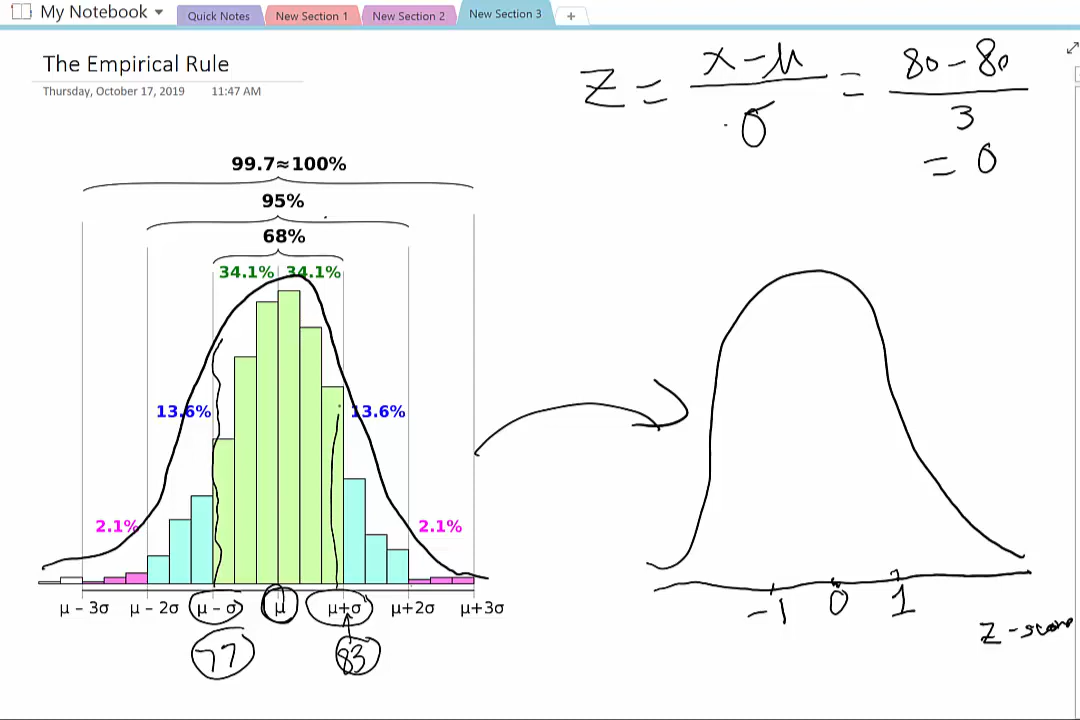 My Notebook
Quick Notes
New Section 1
New Section 2
New Section 3
+
The Empirical Rule
Thursday, October 17, 2019 11:47 AM
Z = x-μ / σ = 80-80 / 3
= 0
99.7≈100%
95%
68%
34.1% 34.1%
13.6% 13.6%
2.1% 2.1%
μ – 3σ μ – 2σ μ – σ μ μ+σ μ+2σ μ+3σ
77 83
-1 0 1
Z-score